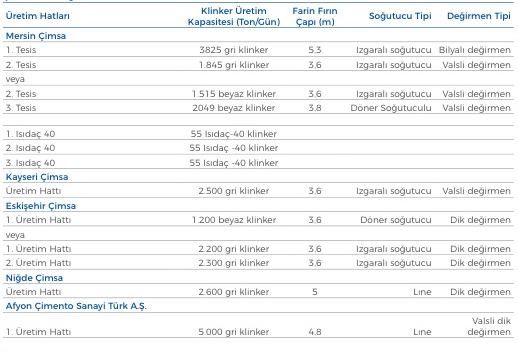 Üretim Hatları Klinker Üretim Kapasitesi (Ton/Gün) Farin Fırın Çapı (m) Soğutucu Tipi Değirmen Tipi
Mersin Çimsa
1. Tesis 3825 gri klinker 5.3 Izgaralı soğutucu Bilyalı değirmen
2. Tesis 1.845 gri klinker 3,6 Izgaralı soğutucu Valsli değirmen
veya
2. Tesis 1.515 beyaz klinker 3,6 Izgaralı soğutucu Valsli değirmen
3. Tesis 2049 beyaz klinker 3,8 Döner Soğutuculu Valsli değirmen
1. Isıdaç 40 55 Isıdaç-40 klinker
2. Isıdaç 40 55 Isıdaç -40 klinker
3. Isıdaç 40 55 Isıdaç -40 klinker
Kayseri Çimsa
Üretim Hattı 2.500 gri klinker 3,6 Izgaralı soğutucu Valsli değirmen
Eskişehir Çimsa
1. Üretim Hattı 1.200 beyaz klinker 3,6 Döner soğutucu Dik değirmen
veya
1. Üretim Hattı 2.200 gri klinker 3,6 Izgaralı soğutucu Dik değirmen
2. Üretim Hattı 2.300 gri klinker 3,6 Izgaralı soğutucu Dik değirmen
Niğde Çimsa
Üretim Hattı 2.600 gri klinker 5 Lıne Dik değirmen
Afyon Çimento Sanayi Türk A.Ş.
1. Üretim Hattı 5.000 gri klinker 4,8 Lıne Valsli dik değirmen